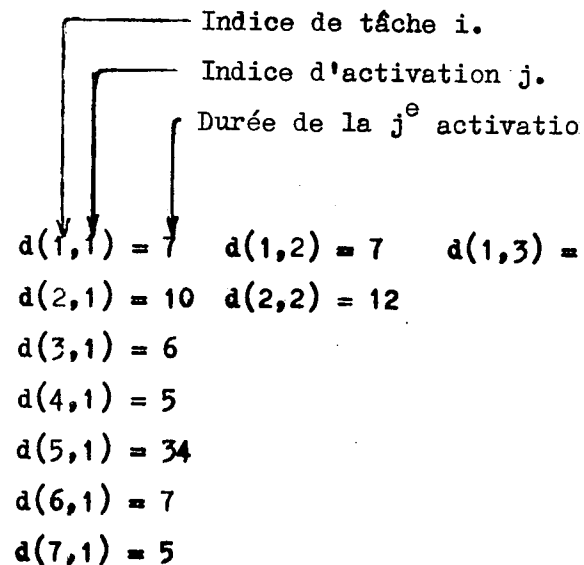 Indice de tâche i.
Indice d'activation j.
Durée de la jᵉ activatio
d(1,1) = 7 d(1,2) = 7 d(1,3) =
d(2,1) = 10 d(2,2) = 12
d(3,1) = 6
d(4,1) = 5
d(5,1) = 34
d(6,1) = 7
d(7,1) = 5